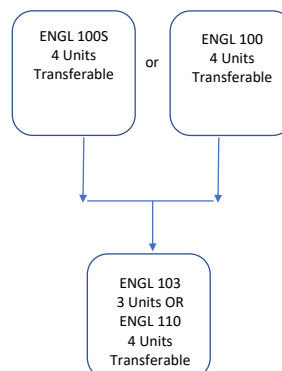 ENGL 100S
4 Units
Transferable
or
ENGL 100
4 Units
Transferable
ENGL 103
3 Units OR
ENGL 110
4 Units
Transferable